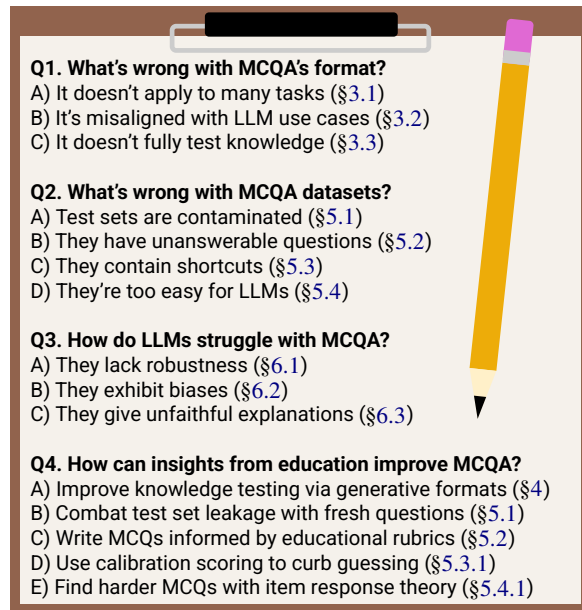 Q1. What's wrong with MCQA's format?
A) It doesn't apply to many tasks (§3.1)
B) It's misaligned with LLM use cases (§3.2)
C) It doesn't fully test knowledge (§3.3)
Q2. What's wrong with MCQA datasets?
A) Test sets are contaminated (§5.1)
B) They have unanswerable questions (§5.2)
C) They contain shortcuts (§5.3)
D) They're too easy for LLMs (§5.4)
Q3. How do LLMs struggle with MCQA?
A) They lack robustness (§6.1)
B) They exhibit biases (§6.2)
C) They give unfaithful explanations (§6.3)
Q4. How can insights from education improve MCQA?
A) Improve knowledge testing via generative formats (§4)
B) Combat test set leakage with fresh questions (§5.1)
C) Write MCQs informed by educational rubrics (§5.2)
D) Use calibration scoring to curb guessing (§5.3.1)
E) Find harder MCQs with item response theory (§5.4.1)